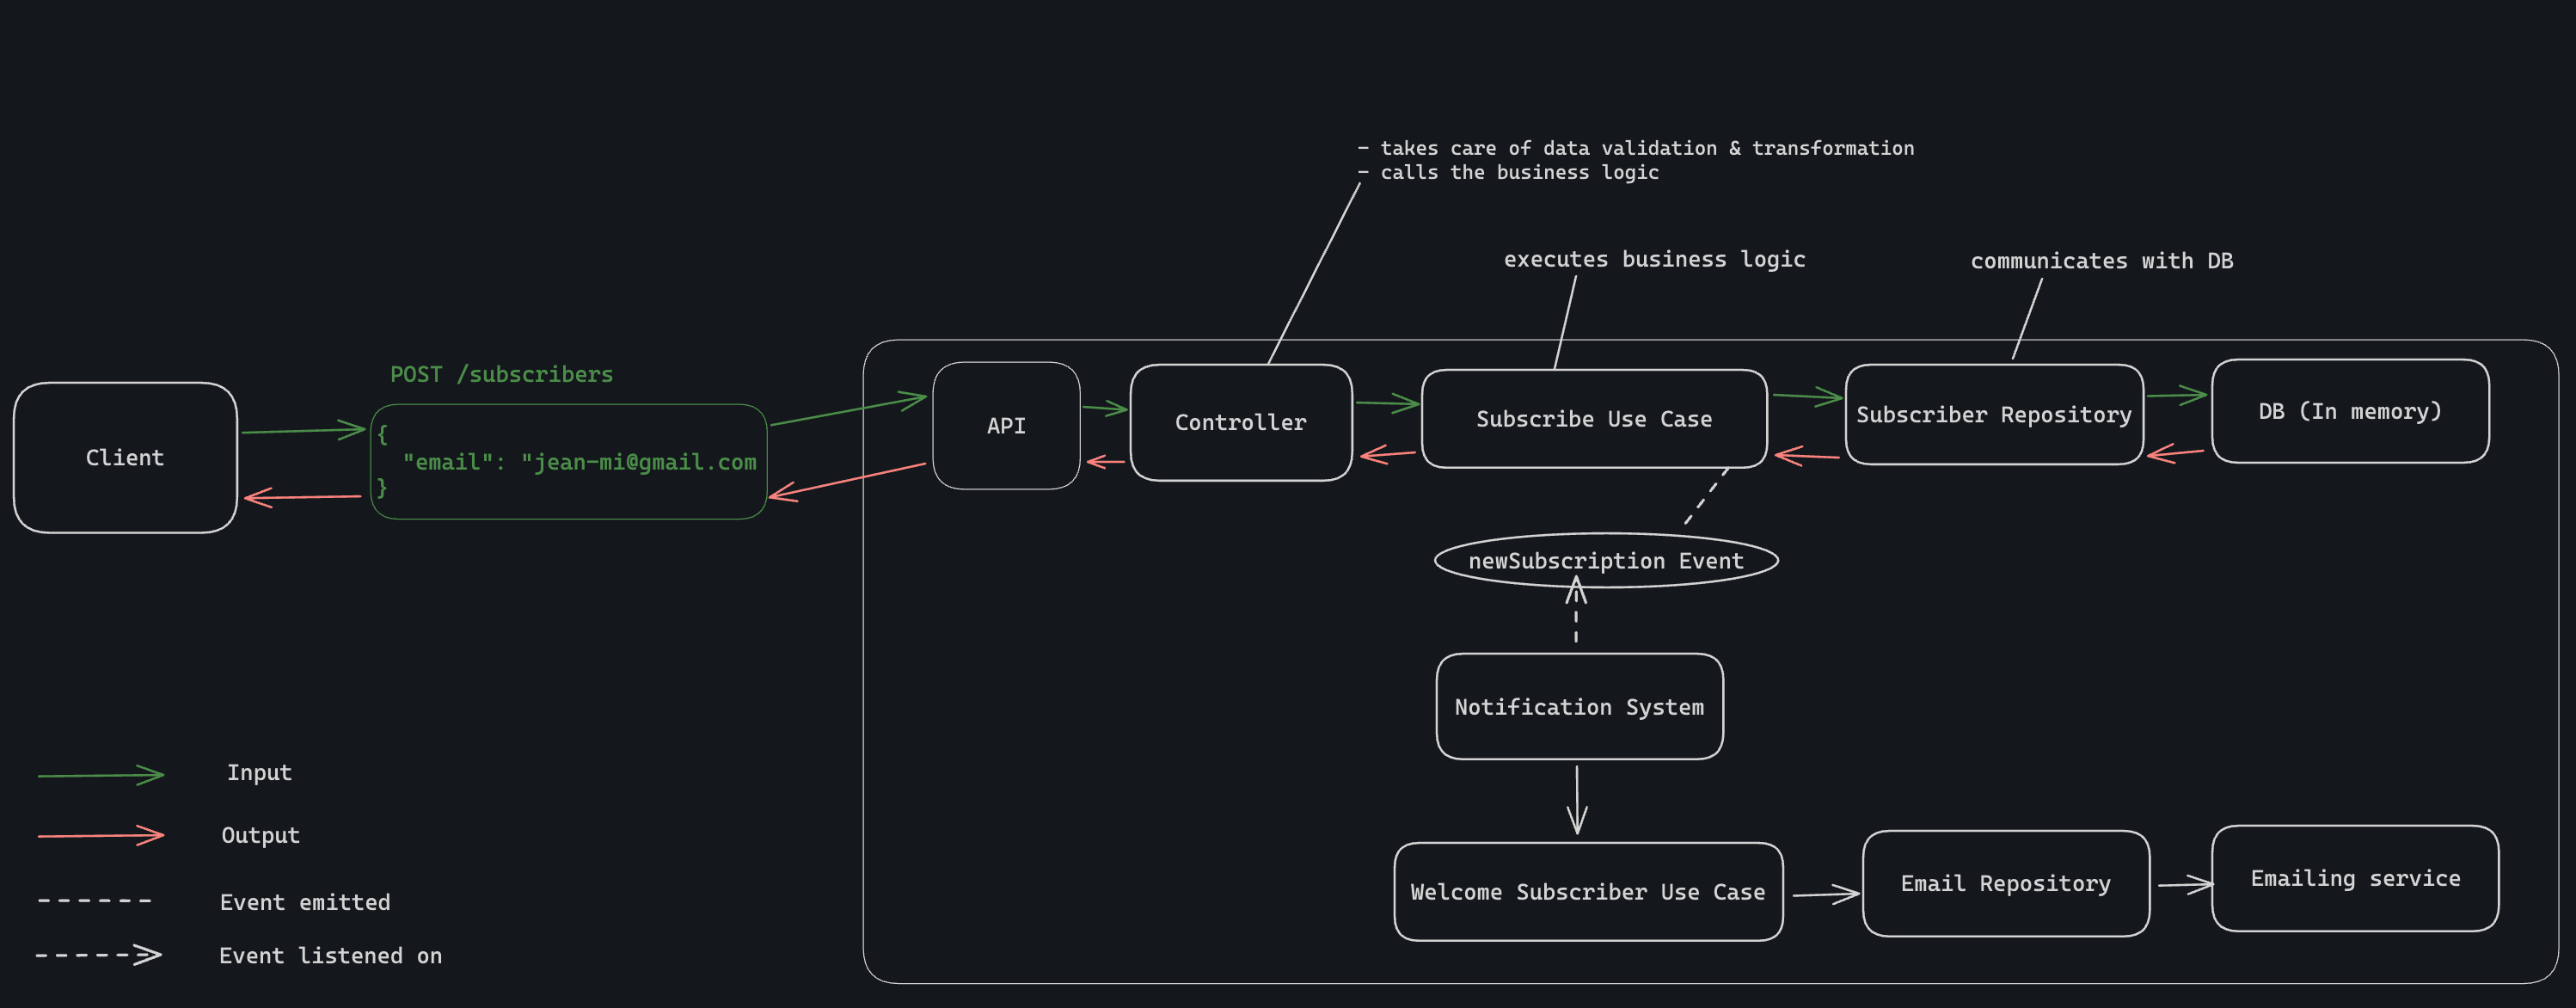 - takes care of data validation & transformation
- calls the business logic
executes business logic
communicates with DB
POST /subscribers
{
"email": "jean-mi@gmail.com
}
Client
API
Controller
Subscribe Use Case
Subscriber Repository
DB (In memory)
newSubscription Event
Notification System
Welcome Subscriber Use Case
Email Repository
Emailing service
Input
Output
Event emitted
Event listened on